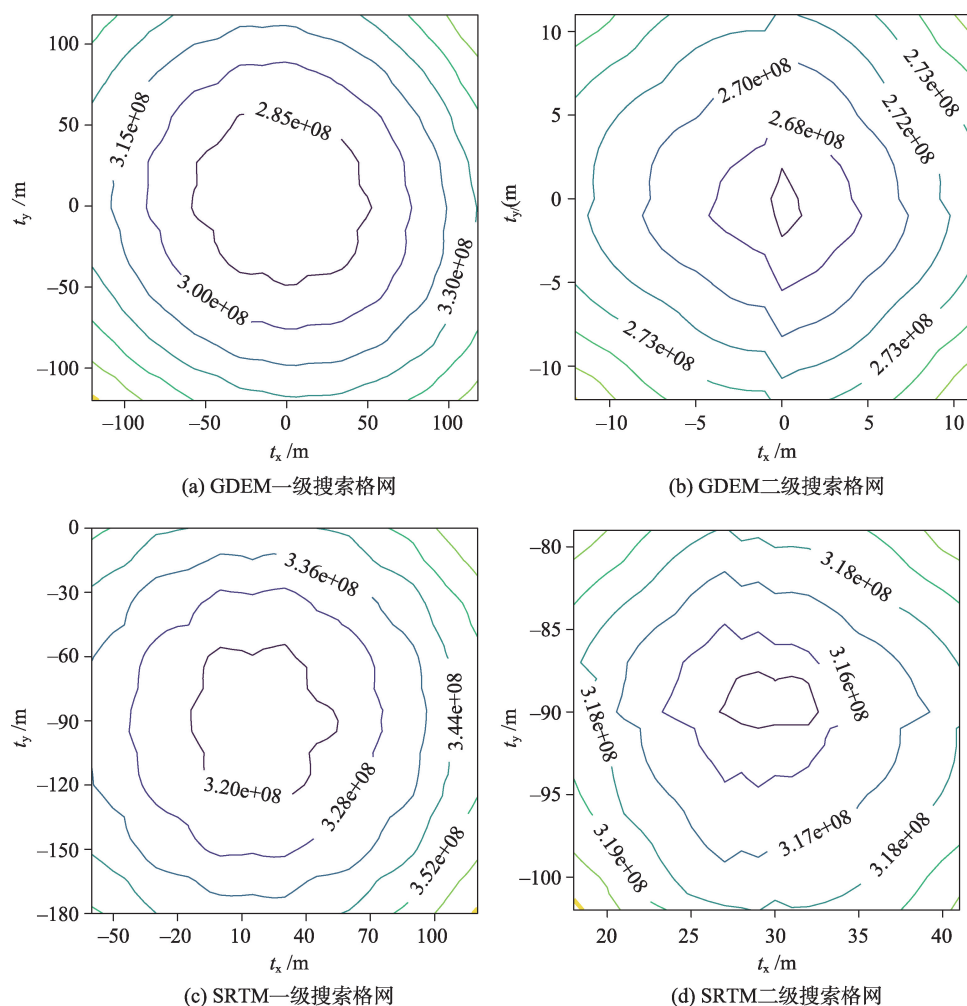 100
50
0
−50
−100
t_y /m
3.15e+08
2.85e+08
3.00e+08
3.30e+08
−100
−50
0
50
100
t_x /m
(a) GDEM一级搜索格网
10
5
0
−5
−10
t_y/(m
2.70e+08
2.68e+08
2.73e+08
2.72e+08
2.73e+08
2.73e+08
−10
−5
0
5
10
t_x /m
(b) GDEM二级搜索格网
0
−30
−60
−90
−120
−150
−180
t_y /m
3.36e+08
3.44e+08
3.20e+08
3.28e+08
3.52e+08
−50
−20
10
40
70
100
t_x /m
(c) SRTM一级搜索格网
−80
−85
−90
−95
−100
t_y /m
3.18e+08
3.16e+08
3.18e+08
3.17e+08
3.19e+08
3.18e+08
20
25
30
35
40
t_x /m
(d) SRTM二级搜索格网